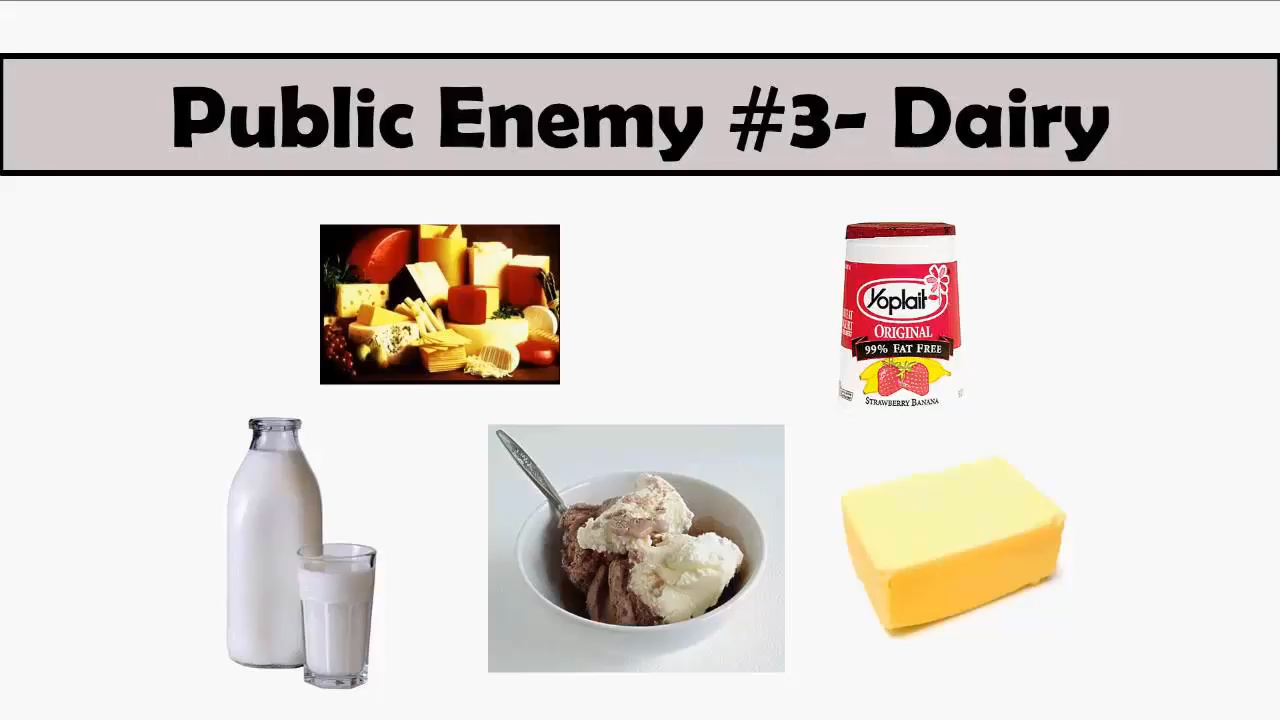 Public Enemy #3- Dairy
Yoplait
ORIGINAL
99% FAT FREE
STRAWBERRY BANANA